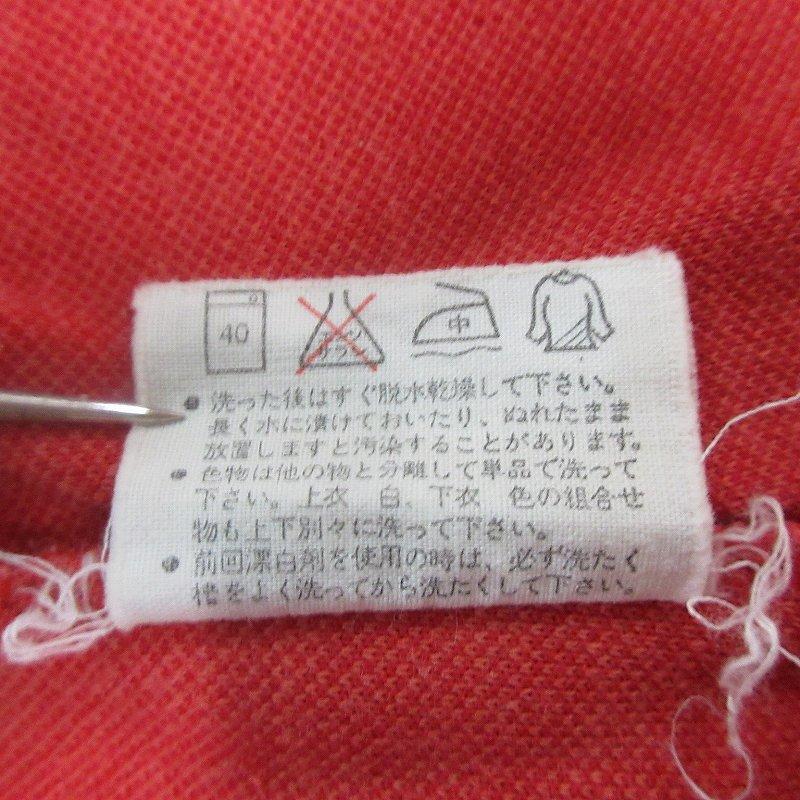 40
エンソ
サラシ
中
● 洗った後はすぐ脱水乾燥して下さい。
長く水に漬けておいたり、ぬれたまま
放置しますと汚染することがあります。
● 色物は他の物と分離して単品で洗って
下さい。上衣 白、下衣 色の組合せ
物も上下別々に洗って下さい。
● 前回漂白剤を使用の時は、必ず洗たく
槽をよく洗ってから洗たくして下さい。